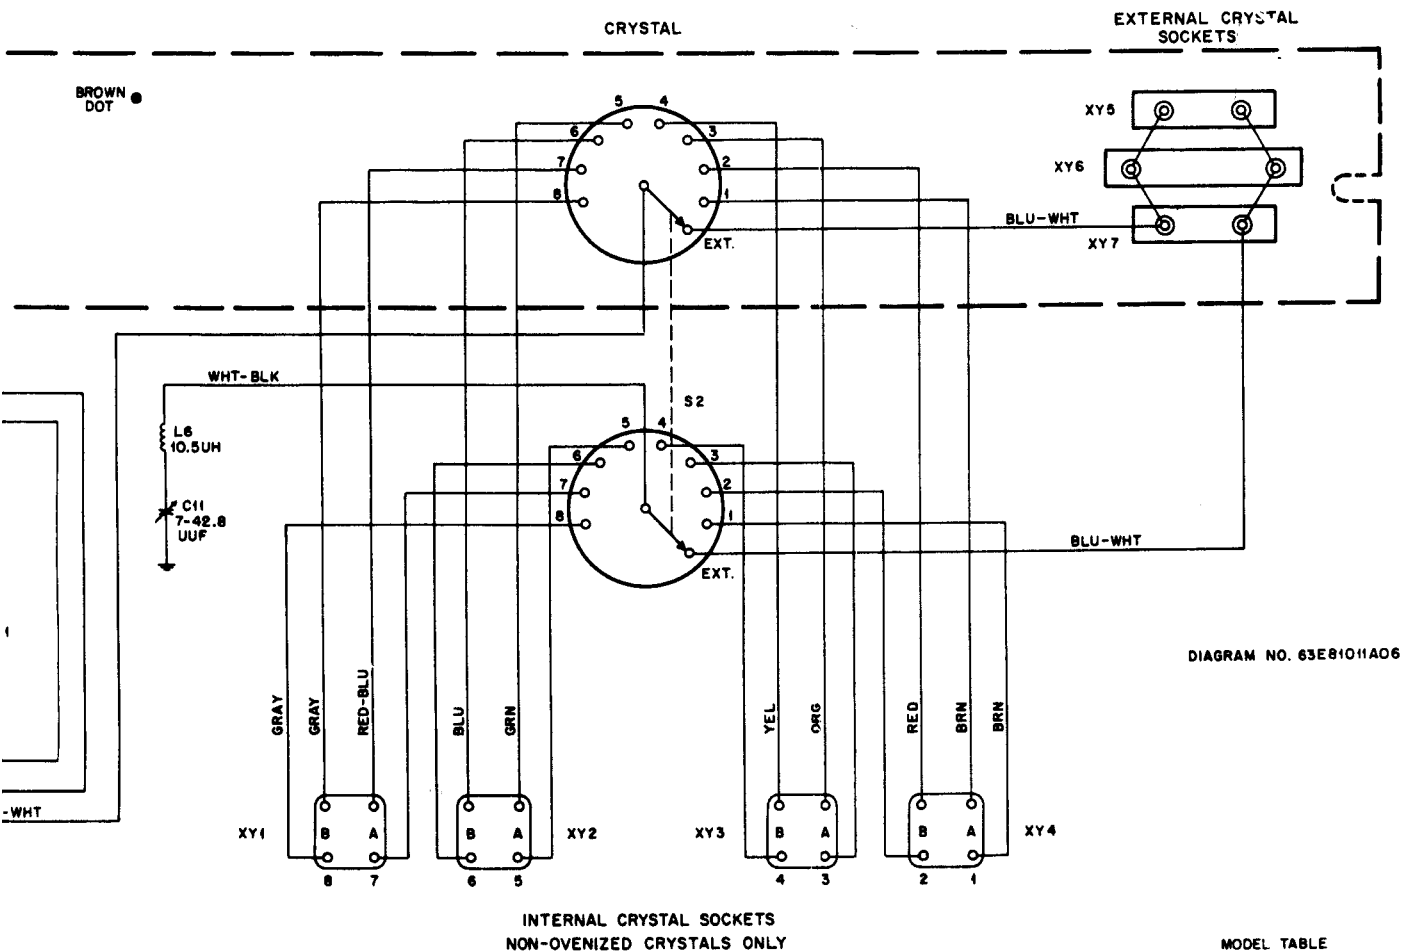 CRYSTAL
EXTERNAL CRYSTAL
SOCKETS
BROWN
DOT
5 4
6 3
7 2
8 1
EXT.
XY5
XY6
XY7
BLU-WHT
WHT-BLK
S2
L6
10.5UH
C11
7-42.8
UUF
5 4
6 3
7 2
8 1
EXT.
BLU-WHT
DIAGRAM NO. 63E81011A06
GRAY
GRAY
RED-BLU
BLU
GRN
YEL
ORG
RED
BRN
BRN
-WHT
XY1
B A
8 7
B A
6 5
XY2
XY3
B A
4 3
B A
2 1
XY4
INTERNAL CRYSTAL SOCKETS
NON-OVENIZED CRYSTALS ONLY
MODEL TABLE